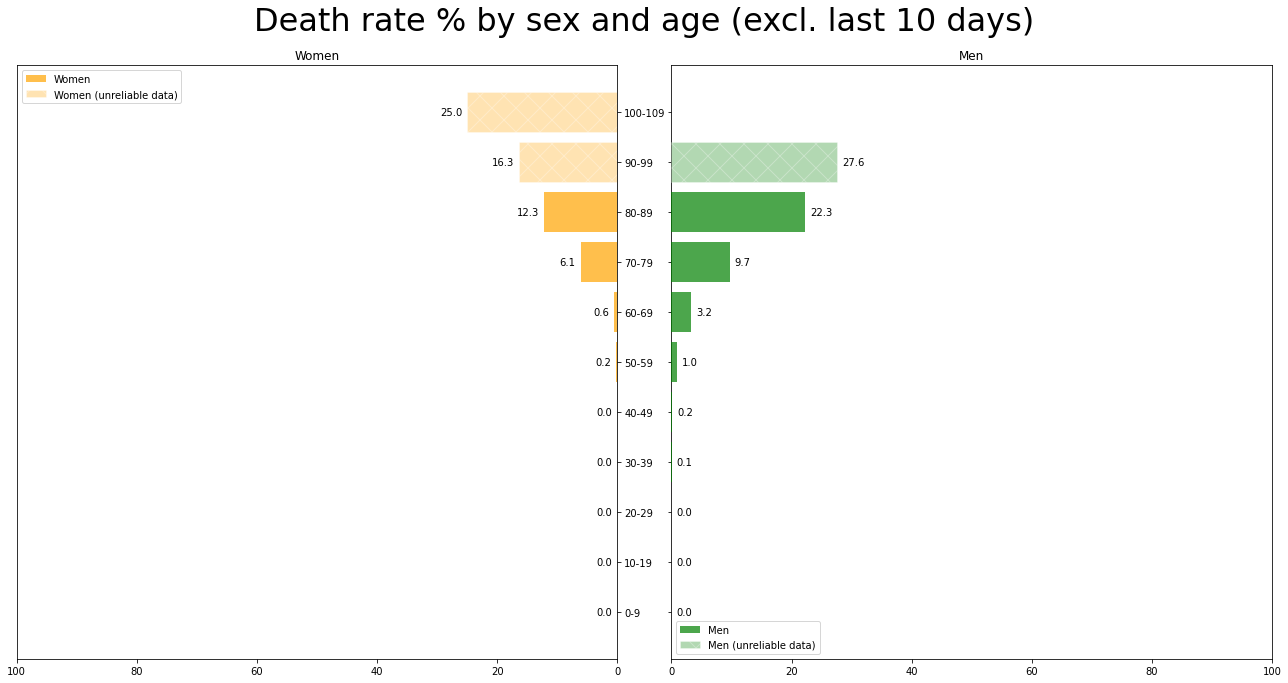 Death rate % by sex and age (excl. last 10 days)
Women
Men
Women
Women (unreliable data)
25.0 100-109
16.3 90-99 27.6
12.3 80-89 22.3
6.1 70-79 9.7
0.6 60-69 3.2
0.2 50-59 1.0
0.0 40-49 0.2
0.0 30-39 0.1
0.0 20-29 0.0
0.0 10-19 0.0
0.0 0-9 0.0
Men
Men (unreliable data)
100 80 60 40 20 0
0 20 40 60 80 100